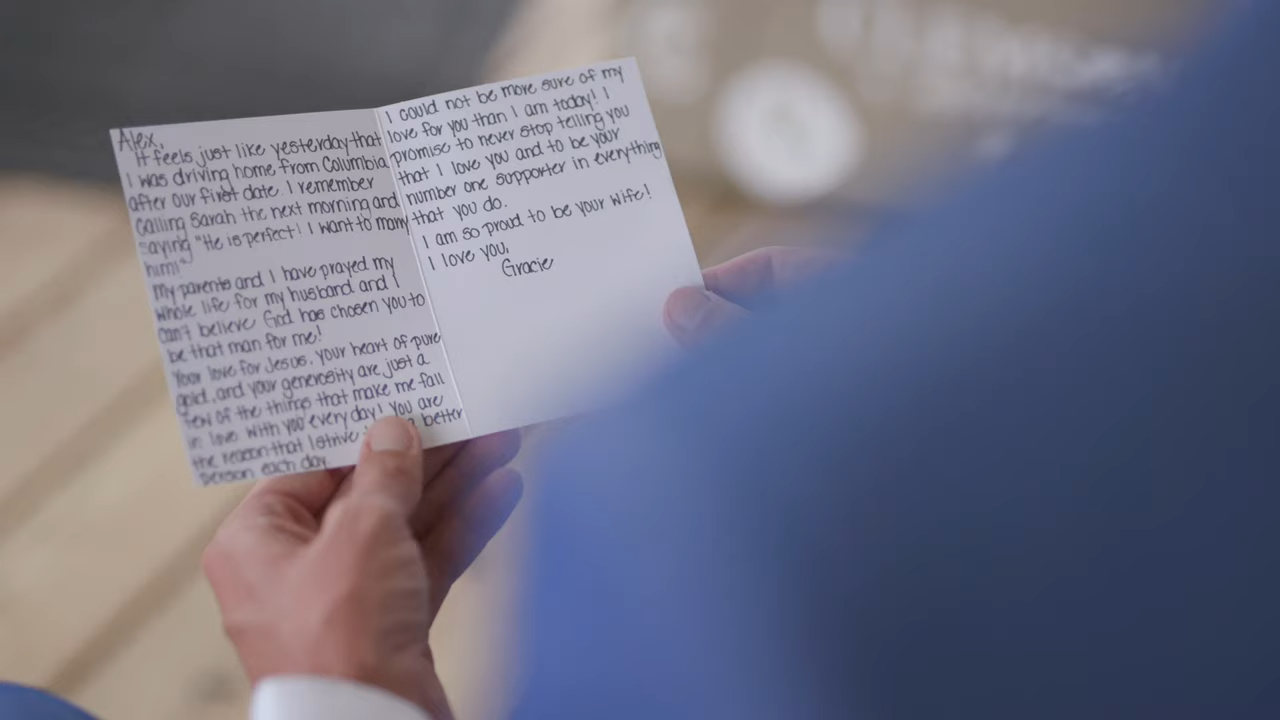 Alex,
It feels just like yesterday that
I was driving home from Columbia
after our first date. I remember
calling Sarah the next morning and
saying "He is perfect! I want to marry
him!"
My parents and I have prayed my
whole life for my husband and I
can't believe God has chosen you to
be that man for me!
Your love for Jesus, your heart of pure
gold, and your generosity are just a
few of the things that make me fall
in love with you every day! You are
the reason that I strive better
person each day
I could not be more sure of my
love for you than I am today! I
promise to never stop telling you
that I love you and to be your
number one supporter in everything
that you do.
I am so proud to be your wife!
I love you,
Gracie